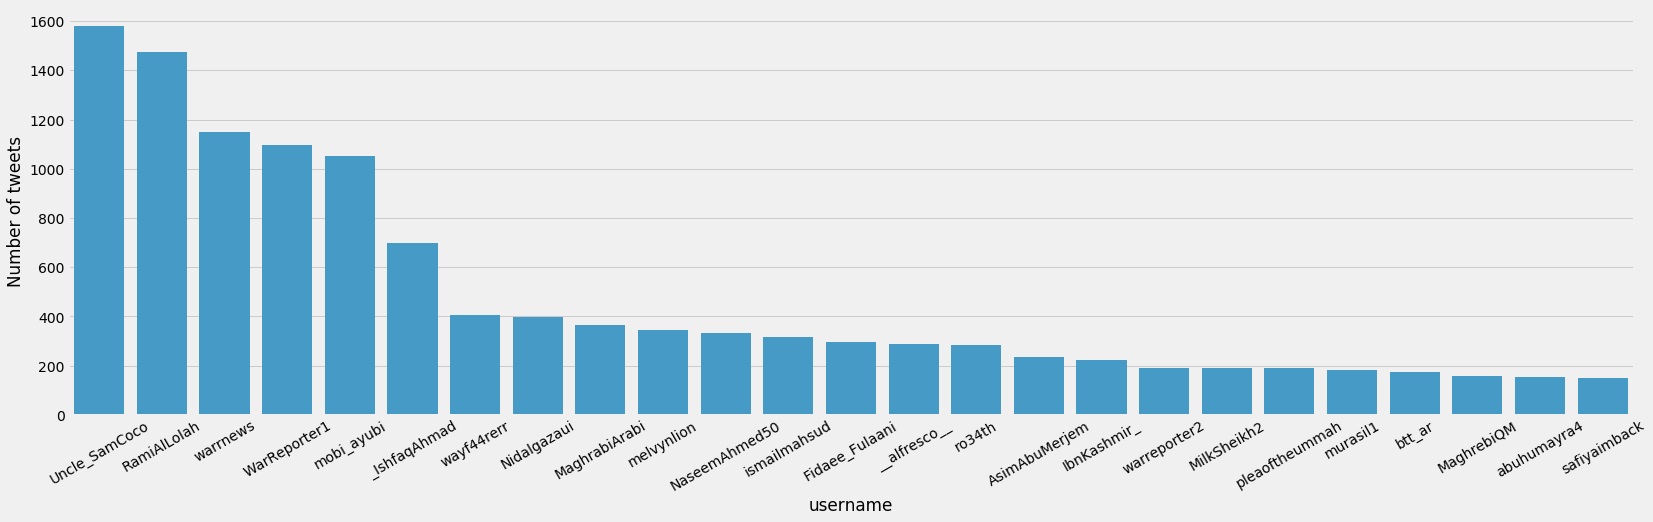 1600
1400
1200
1000
800
600
400
200
0
Number of tweets
Uncle_SamCoco
RamiAlLolah
warrnews
WarReporter1
mobi_ayubi
_IshfaqAhmad
wayf44rerr
Nidalgazaui
MaghrabiArabi
melvynlion
NaseemAhmed50
ismailmahsud
Fidaee_Fulaani
__alfresco__
ro34th
AsimAbuMerjem
IbnKashmir_
warreporter2
MilkSheikh2
pleaoftheummah
murasil1
btt_ar
MaghrebiQM
abuhumayra4
safiyaimback
username